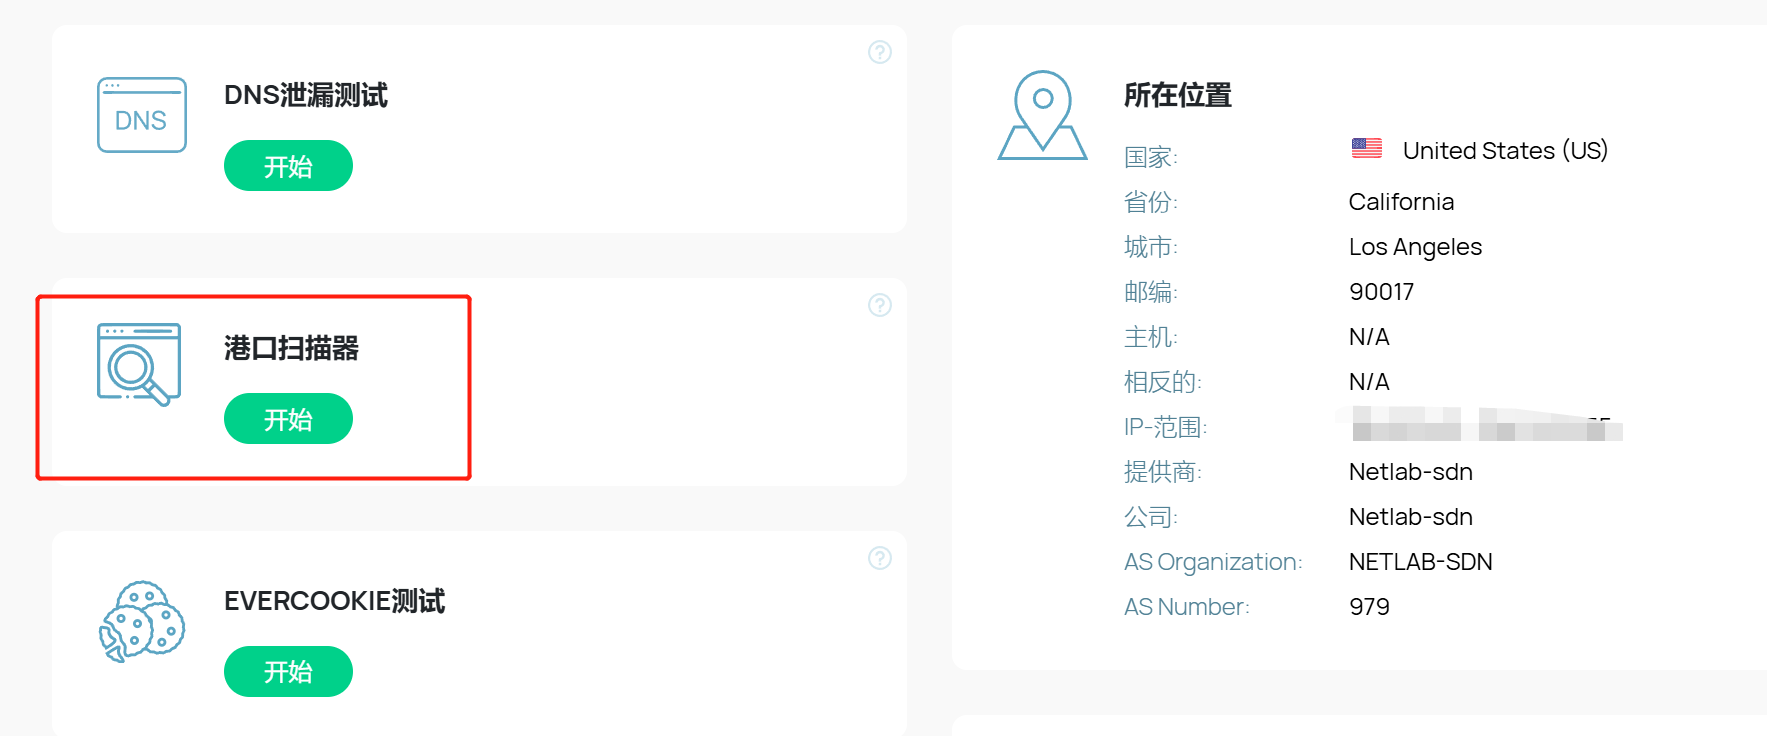 DNS泄漏测试
DNS
开始
港口扫描器
开始
EVERCOOKIE测试
开始
所在位置
国家: United States (US)
省份: California
城市: Los Angeles
邮编: 90017
主机: N/A
相反的: N/A
IP-范围:
提供商: Netlab-sdn
公司: Netlab-sdn
AS Organization: NETLAB-SDN
AS Number: 979